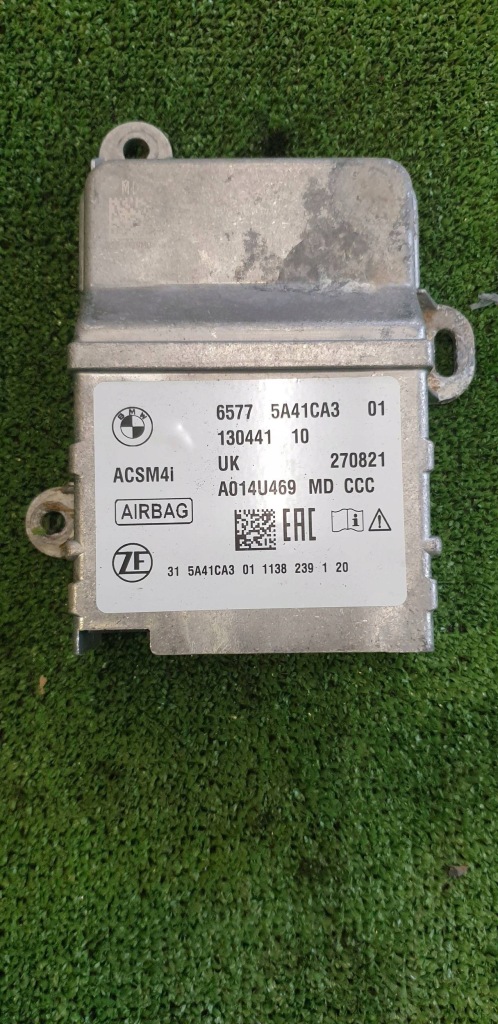 BMW
6577 5A41CA3 01
130441 10
ACSM4i
UK 270821
A014U469 MD CCC
AIRBAG
EAC
i
ZF
31 5A41CA3 01 1138 239 1 20